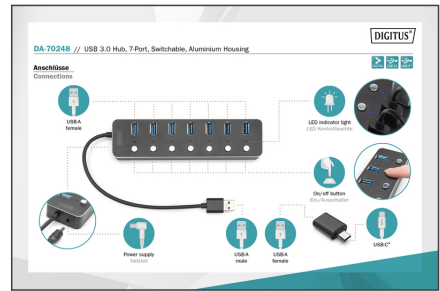 DIGITUS®
DA-70248 // USB 3.0 Hub, 7-Port, Switchable, Aluminium Housing
Anschlüsse
Connections
USB-A
female
LED indicator light
LED Kontrollleuchte
On/off button
Ein-/Ausschalter
Power supply
Netzteil
USB-A
male
USB-A
female
USB-C™